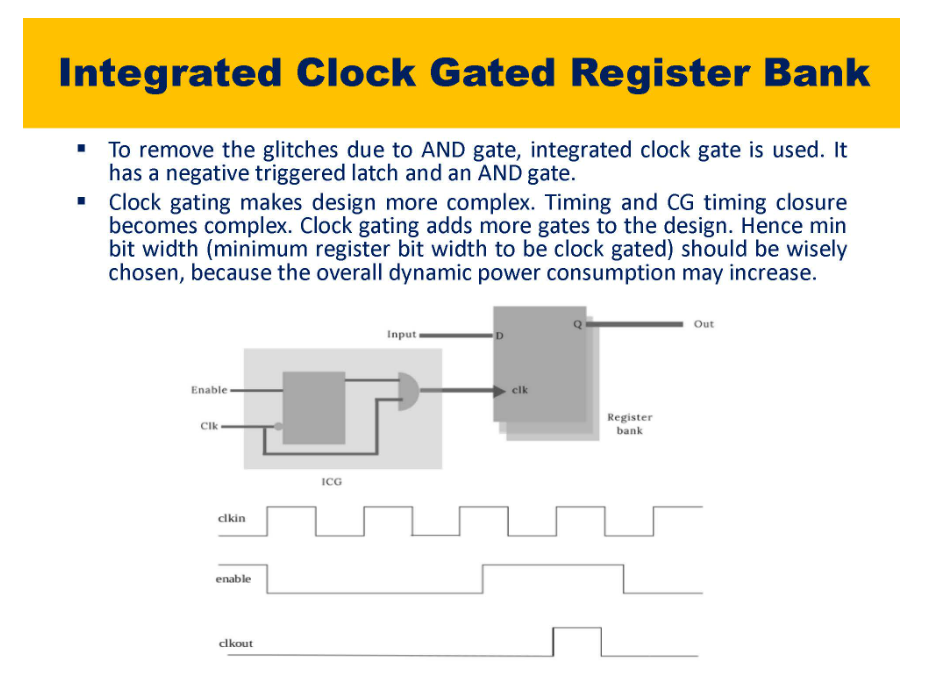 Integrated Clock Gated Register Bank
▪ To remove the glitches due to AND gate, integrated clock gate is used. It
has a negative triggered latch and an AND gate.
▪ Clock gating makes design more complex. Timing and CG timing closure
becomes complex. Clock gating adds more gates to the design. Hence min
bit width (minimum register bit width to be clock gated) should be wisely
chosen, because the overall dynamic power consumption may increase.
Input
D
Q
Out
Enable
clk
Clk
Register
bank
ICG
clkin
enable
clkout